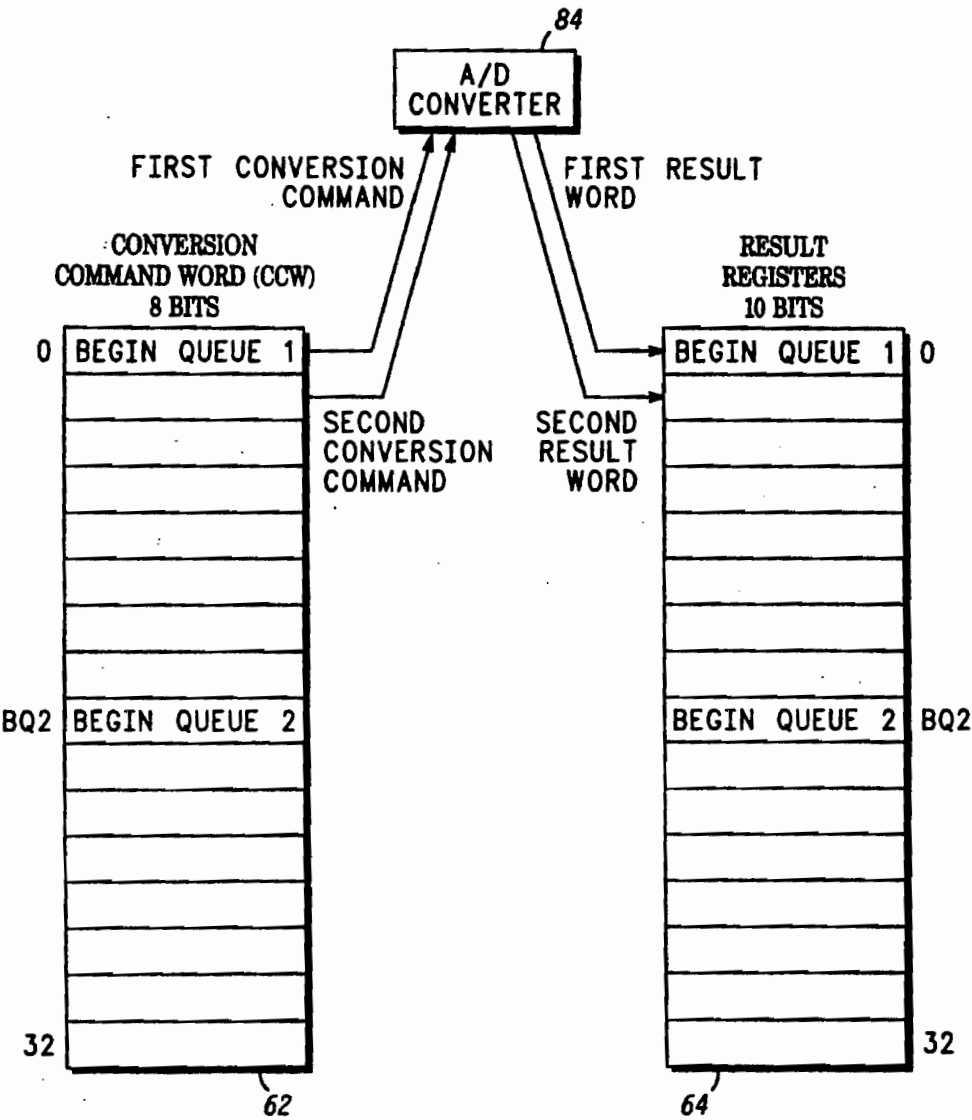 84
A/D
CONVERTER
FIRST CONVERSION
COMMAND
FIRST RESULT
WORD
CONVERSION
COMMAND WORD (CCW)
8 BITS
RESULT
REGISTERS
10 BITS
0
BEGIN QUEUE 1
BEGIN QUEUE 1
0
SECOND
CONVERSION
COMMAND
SECOND
RESULT
WORD
BQ2
BEGIN QUEUE 2
BEGIN QUEUE 2
BQ2
32
32
62
64